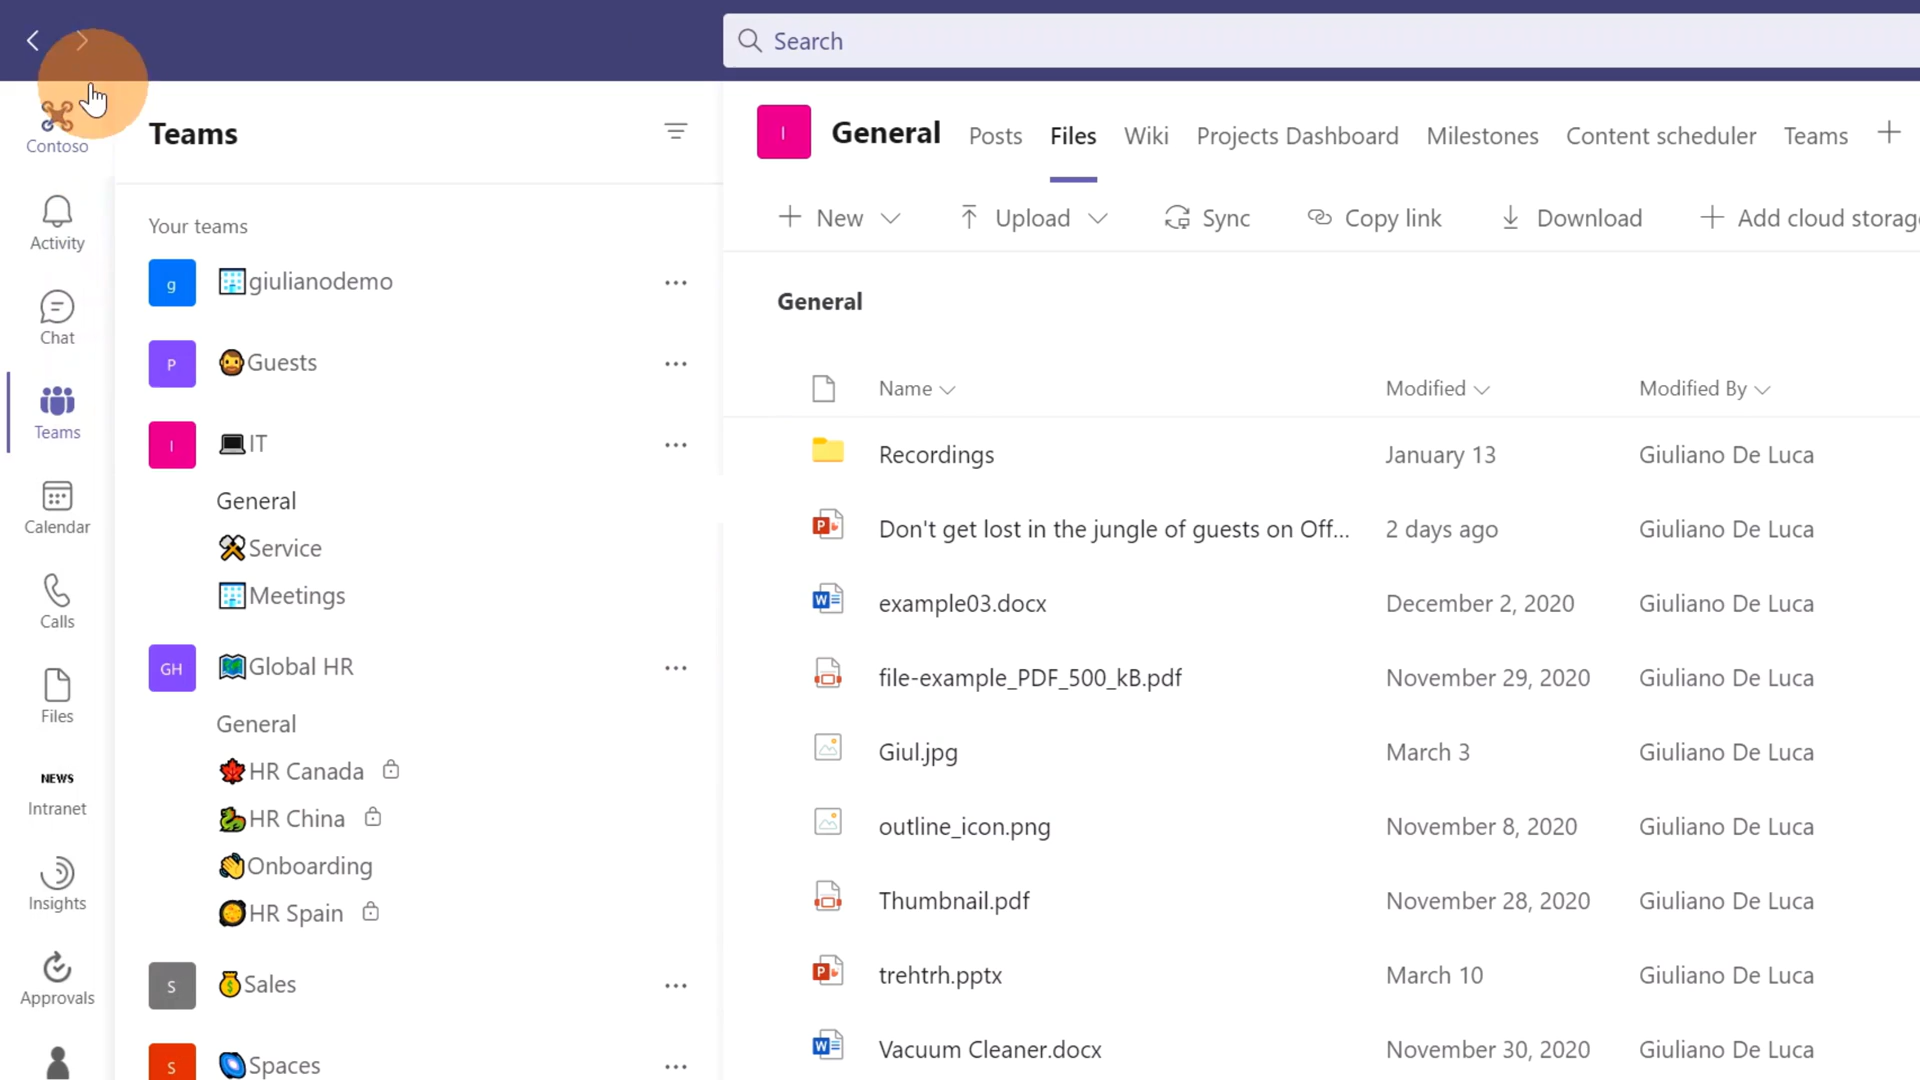 Search
Contoso
Activity
Chat
Teams
Calendar
Calls
Files
NEWS
Intranet
Insights
Approvals
Teams
Your teams
g giulianodemo
P Guests
I IT
General
Service
Meetings
GH Global HR
General
HR Canada
HR China
Onboarding
HR Spain
S Sales
S Spaces
I General Posts Files Wiki Projects Dashboard Milestones Content scheduler Teams
New Upload Sync Copy link Download Add cloud storag
General
Name Modified Modified By
Recordings January 13 Giuliano De Luca
Don't get lost in the jungle of guests on Off... 2 days ago Giuliano De Luca
example03.docx December 2, 2020 Giuliano De Luca
file-example_PDF_500_kB.pdf November 29, 2020 Giuliano De Luca
Giul.jpg March 3 Giuliano De Luca
outline_icon.png November 8, 2020 Giuliano De Luca
Thumbnail.pdf November 28, 2020 Giuliano De Luca
trehtrh.pptx March 10 Giuliano De Luca
Vacuum Cleaner.docx November 30, 2020 Giuliano De Luca